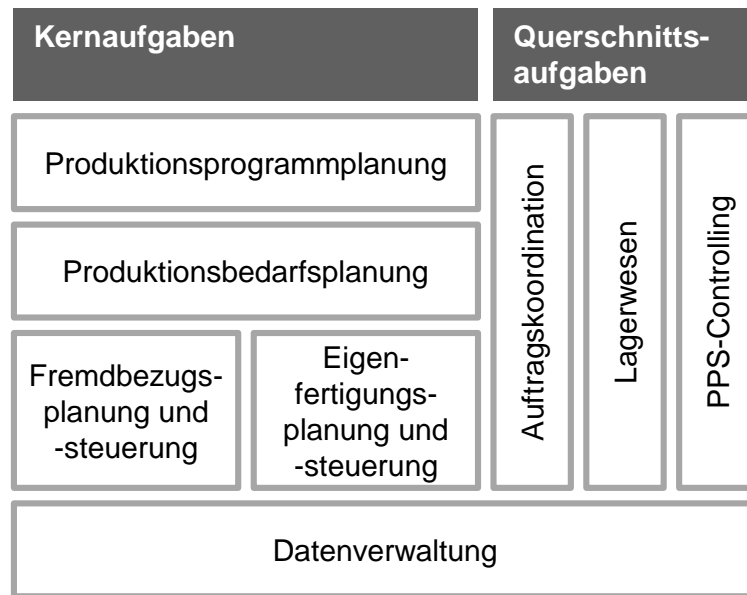 Kernaufgaben
Querschnitts-
aufgaben
Produktionsprogrammplanung
Produktionsbedarfsplanung
Fremdbezugs-
planung und
-steuerung
Eigen-
fertigungs-
planung und
-steuerung
Auftragskoordination
Lagerwesen
PPS-Controlling
Datenverwaltung